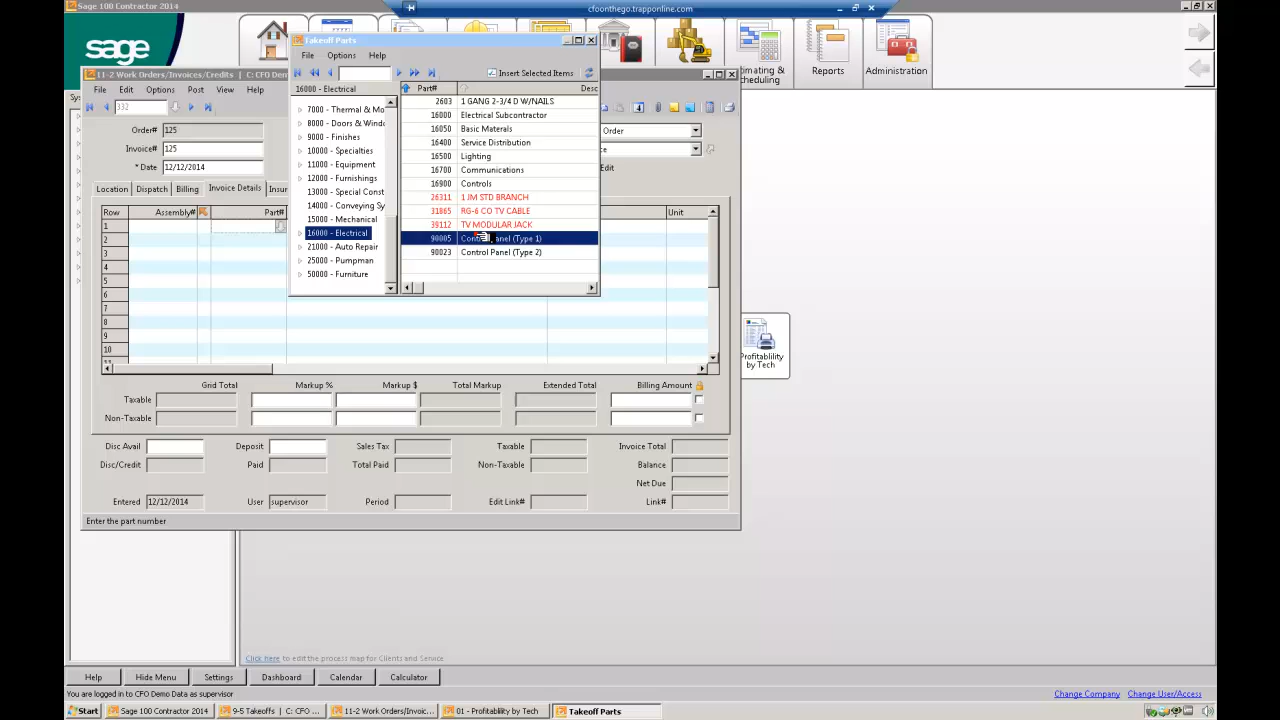 Sage 100 Contractor 2014
cfoonthego.trapponline.com
sage
Scheduling
Reports
Administration
11-2 Work Orders/Invoices/Credits | C: CFO Demo
File Edit Options Post View Help
332
Order# 125
Invoice# 125
* Date 12/12/2014
Order
Edit
Location Dispatch Billing Invoice Details
Row Assembly# Part# Unit
1
2
3
4
5
6
7
8
9
10
Takeoff Parts
File Options Help
Insert Selected Items
16000 - Electrical
7000 - Thermal & Mo
8000 - Doors & Windo
9000 - Finishes
10000 - Specialties
11000 - Equipment
12000 - Furnishings
13000 - Special Const
14000 - Conveying Sy
15000 - Mechanical
16000 - Electrical
21000 - Auto Repair
25000 - Pumpman
50000 - Furniture
Part# Desc
2603 1 GANG 2-3/4 D W/NAILS
16000 Electrical Subcontractor
16050 Basic Materials
16400 Service Distribution
16500 Lighting
16700 Communications
16900 Controls
26311 1 JM STD BRANCH
31865 RG-6 CO TV CABLE
39112 TV MODULAR JACK
90005 Control Panel (Type 1)
90023 Control Panel (Type 2)
Profitablility
by Tech
Grid Total Markup % Markup $ Total Markup Extended Total Billing Amount
Taxable
Non-Taxable
Disc Avail Deposit Sales Tax Taxable Invoice Total
Disc/Credit Paid Total Paid Non-Taxable Balance
Net Due
Entered 12/12/2014 User supervisor Period Edit Link# Link#
Enter the part number
Click here to edit the process map for Clients and Service
Help Hide Menu Settings Dashboard Calendar Calculator
You are logged in to CFO Demo Data as supervisor
Change Company Change User/Access
Start Sage 100 Contractor 2014 9-5 Takeoffs | C: CFO ... 11-2 Work Orders/Invoic... 01 - Profitability by Tech Takeoff Parts